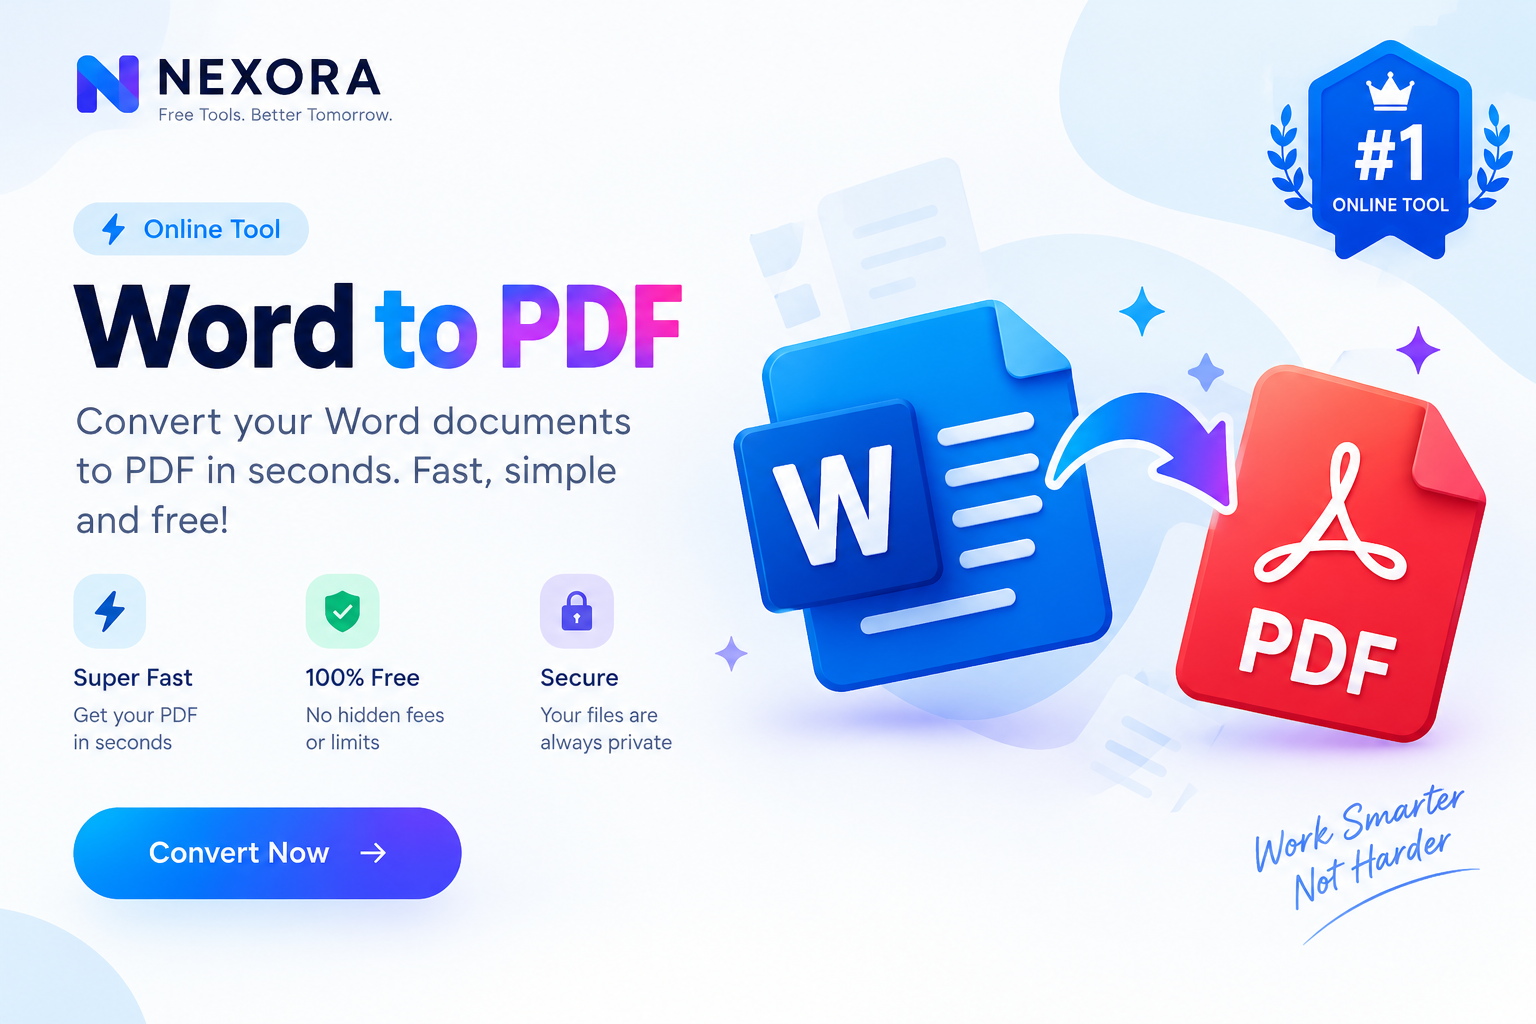 NEXORA
Free Tools. Better Tomorrow.
#1
ONLINE TOOL
Online Tool
Word to PDF
Convert your Word documents
to PDF in seconds. Fast, simple
and free!
W
PDF
Super Fast
Get your PDF
in seconds
100% Free
No hidden fees
or limits
Secure
Your files are
always private
Convert Now
Work Smarter
Not Harder